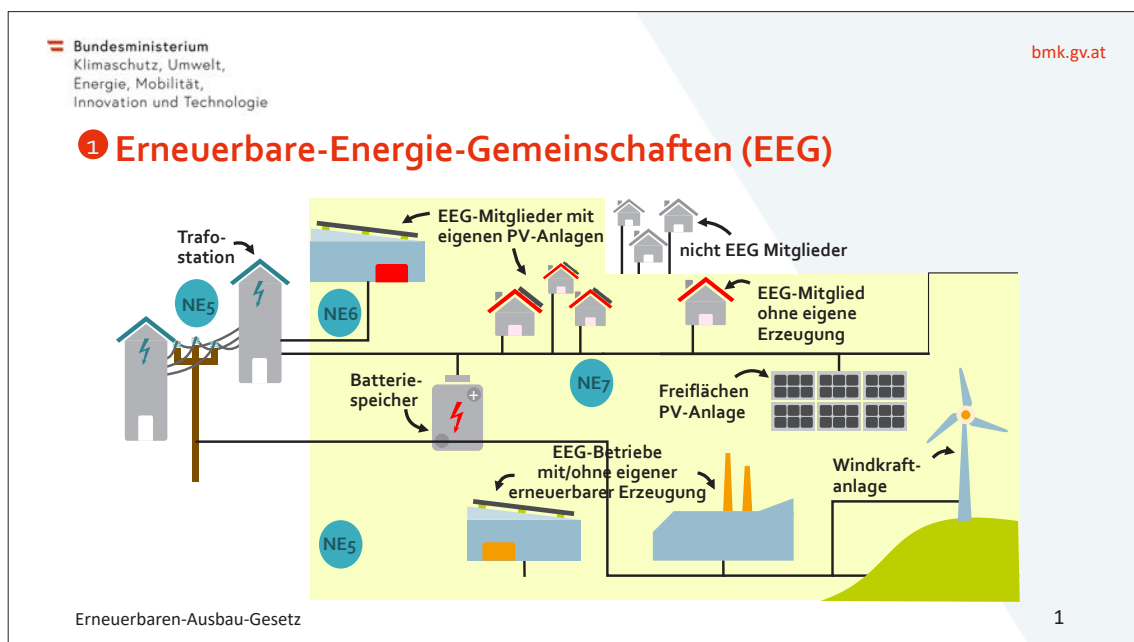 Bundesministerium
Klimaschutz, Umwelt,
Energie, Mobilität,
Innovation und Technologie
bmk.gv.at
1 Erneuerbare-Energie-Gemeinschaften (EEG)
EEG-Mitglieder mit
eigenen PV-Anlagen
nicht EEG Mitglieder
Trafo-
station
NE5
NE6
EEG-Mitglied
ohne eigene
Erzeugung
Batterie-
speicher
NE7
Freiflächen
PV-Anlage
EEG-Betriebe
mit/ohne eigener
erneuerbarer Erzeugung
Windkraft-
anlage
NE5
Erneuerbaren-Ausbau-Gesetz
1